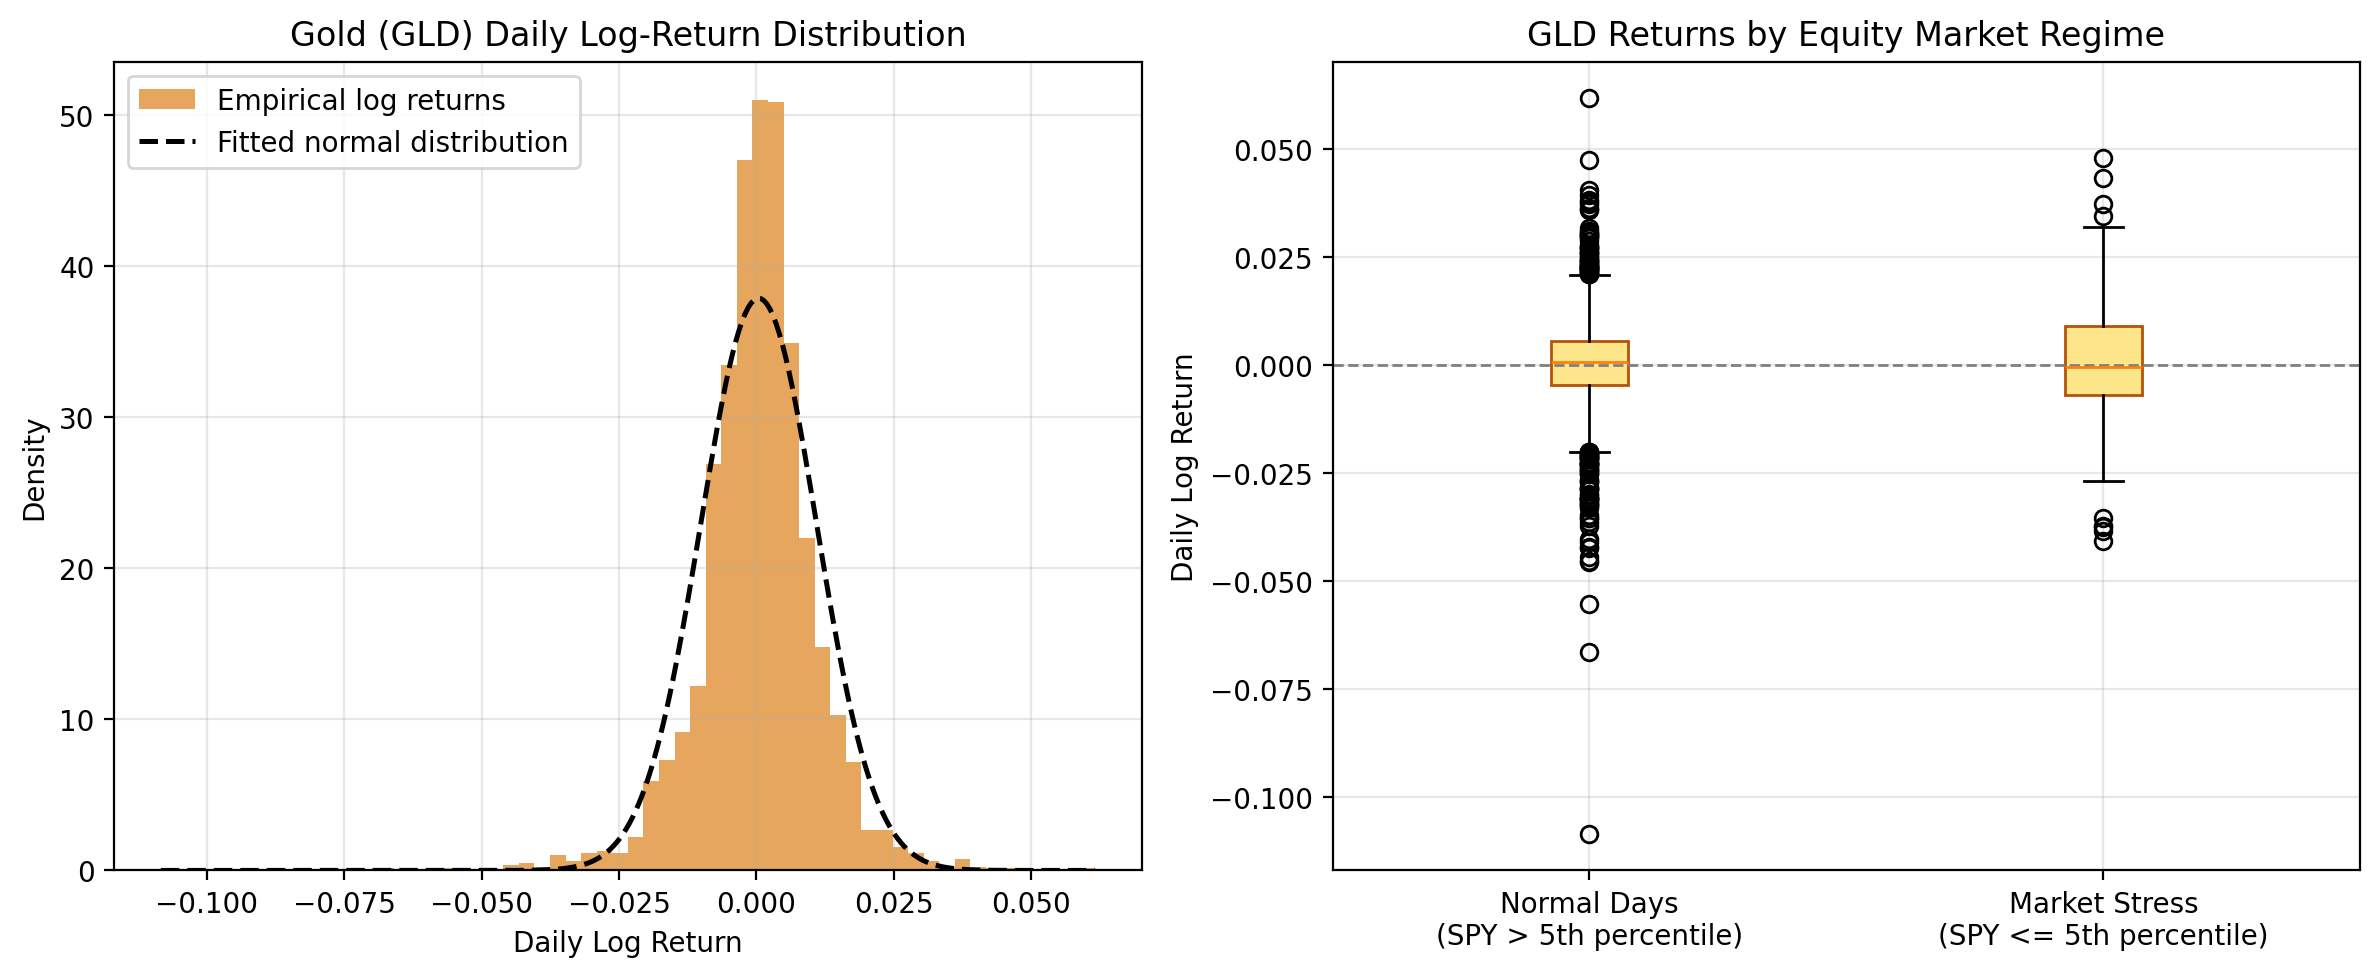 Gold (GLD) Daily Log-Return Distribution
Empirical log returns
Fitted normal distribution
50
40
30
20
10
0
Density
−0.100 −0.075 −0.050 −0.025 0.000 0.025 0.050
Daily Log Return
GLD Returns by Equity Market Regime
0.050
0.025
0.000
−0.025
−0.050
−0.075
−0.100
Daily Log Return
Normal Days
(SPY > 5th percentile)
Market Stress
(SPY <= 5th percentile)